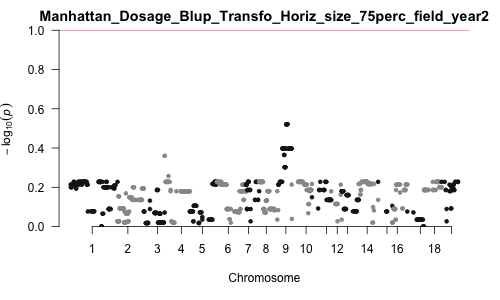 Manhattan_Dosage_Blup_Transfo_Horiz_size_75perc_field_year2
1.0
0.8
0.6
0.4
0.2
0.0
− log₁₀(p)
1 2 3 4 5 6 7 8 9 10 12 14 16 18
Chromosome